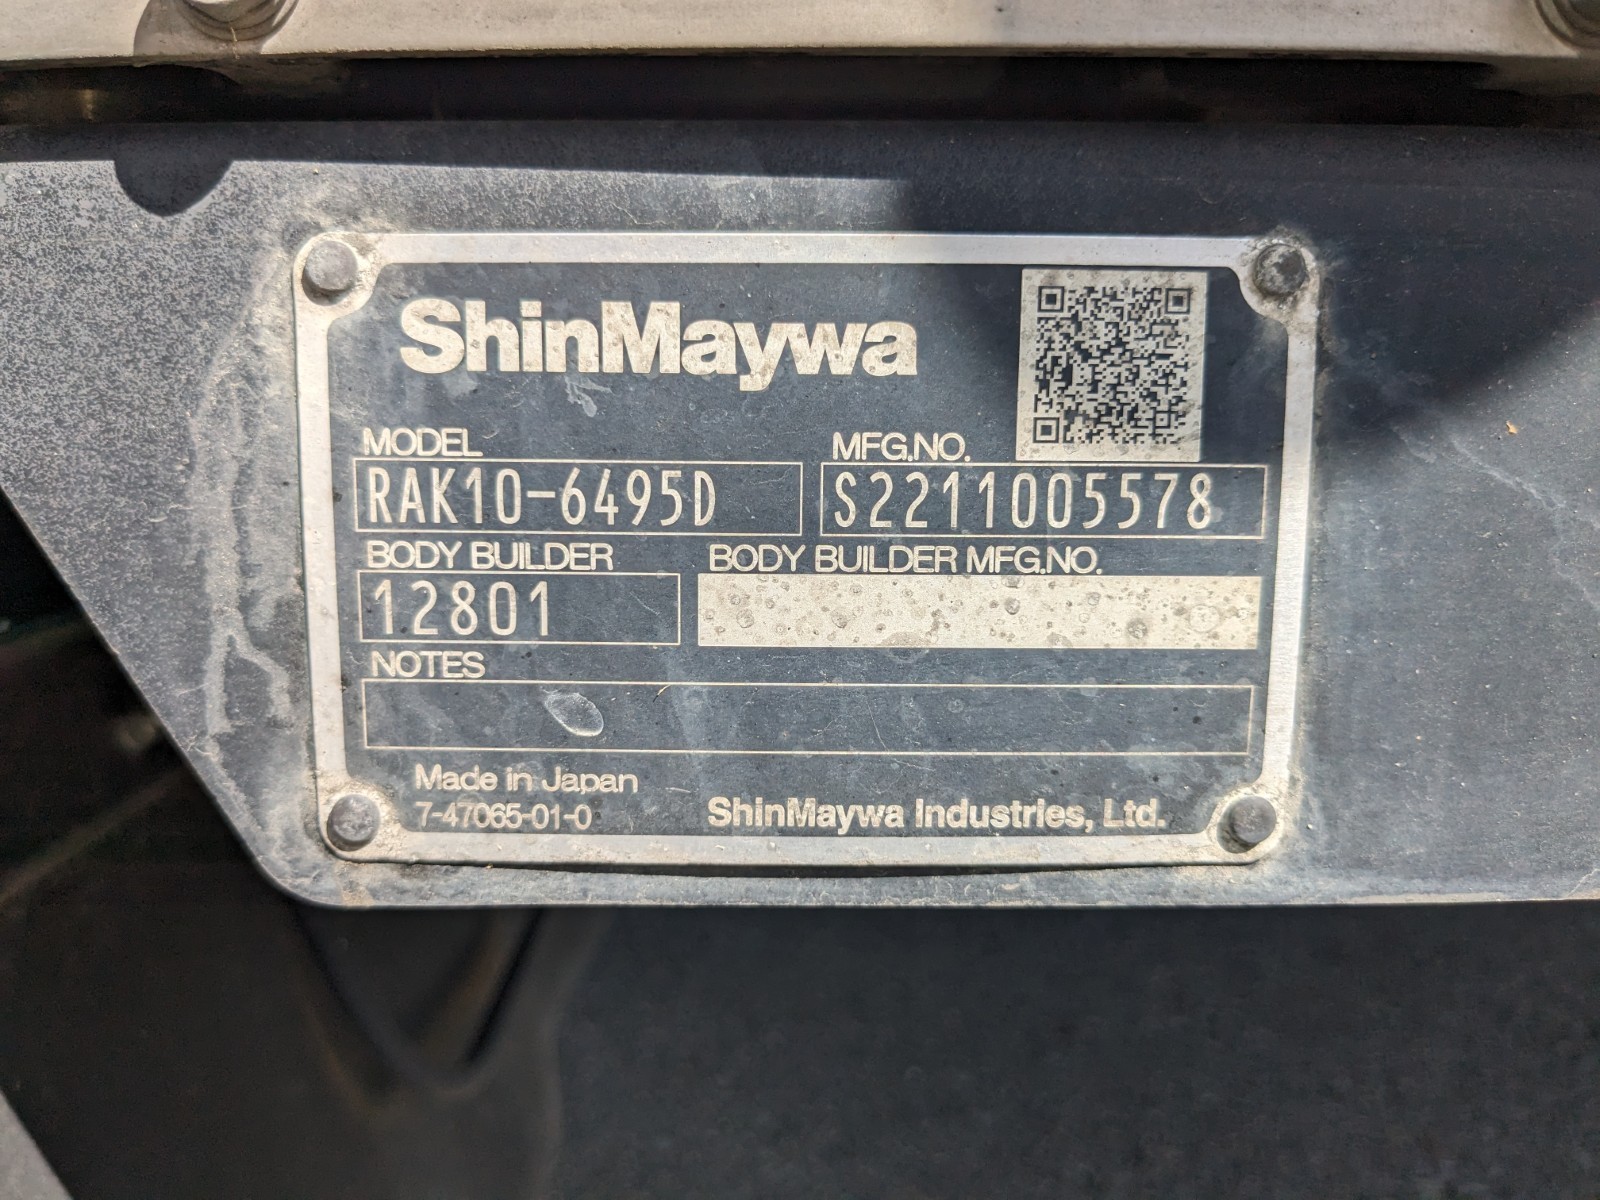 ShinMaywa
MODEL
MFG.NO.
RAK10-6495D
S2211005578
BODY BUILDER
BODY BUILDER MFG.NO.
12801
NOTES
Made in Japan
7-47065-01-0
ShinMaywa Industries, Ltd.